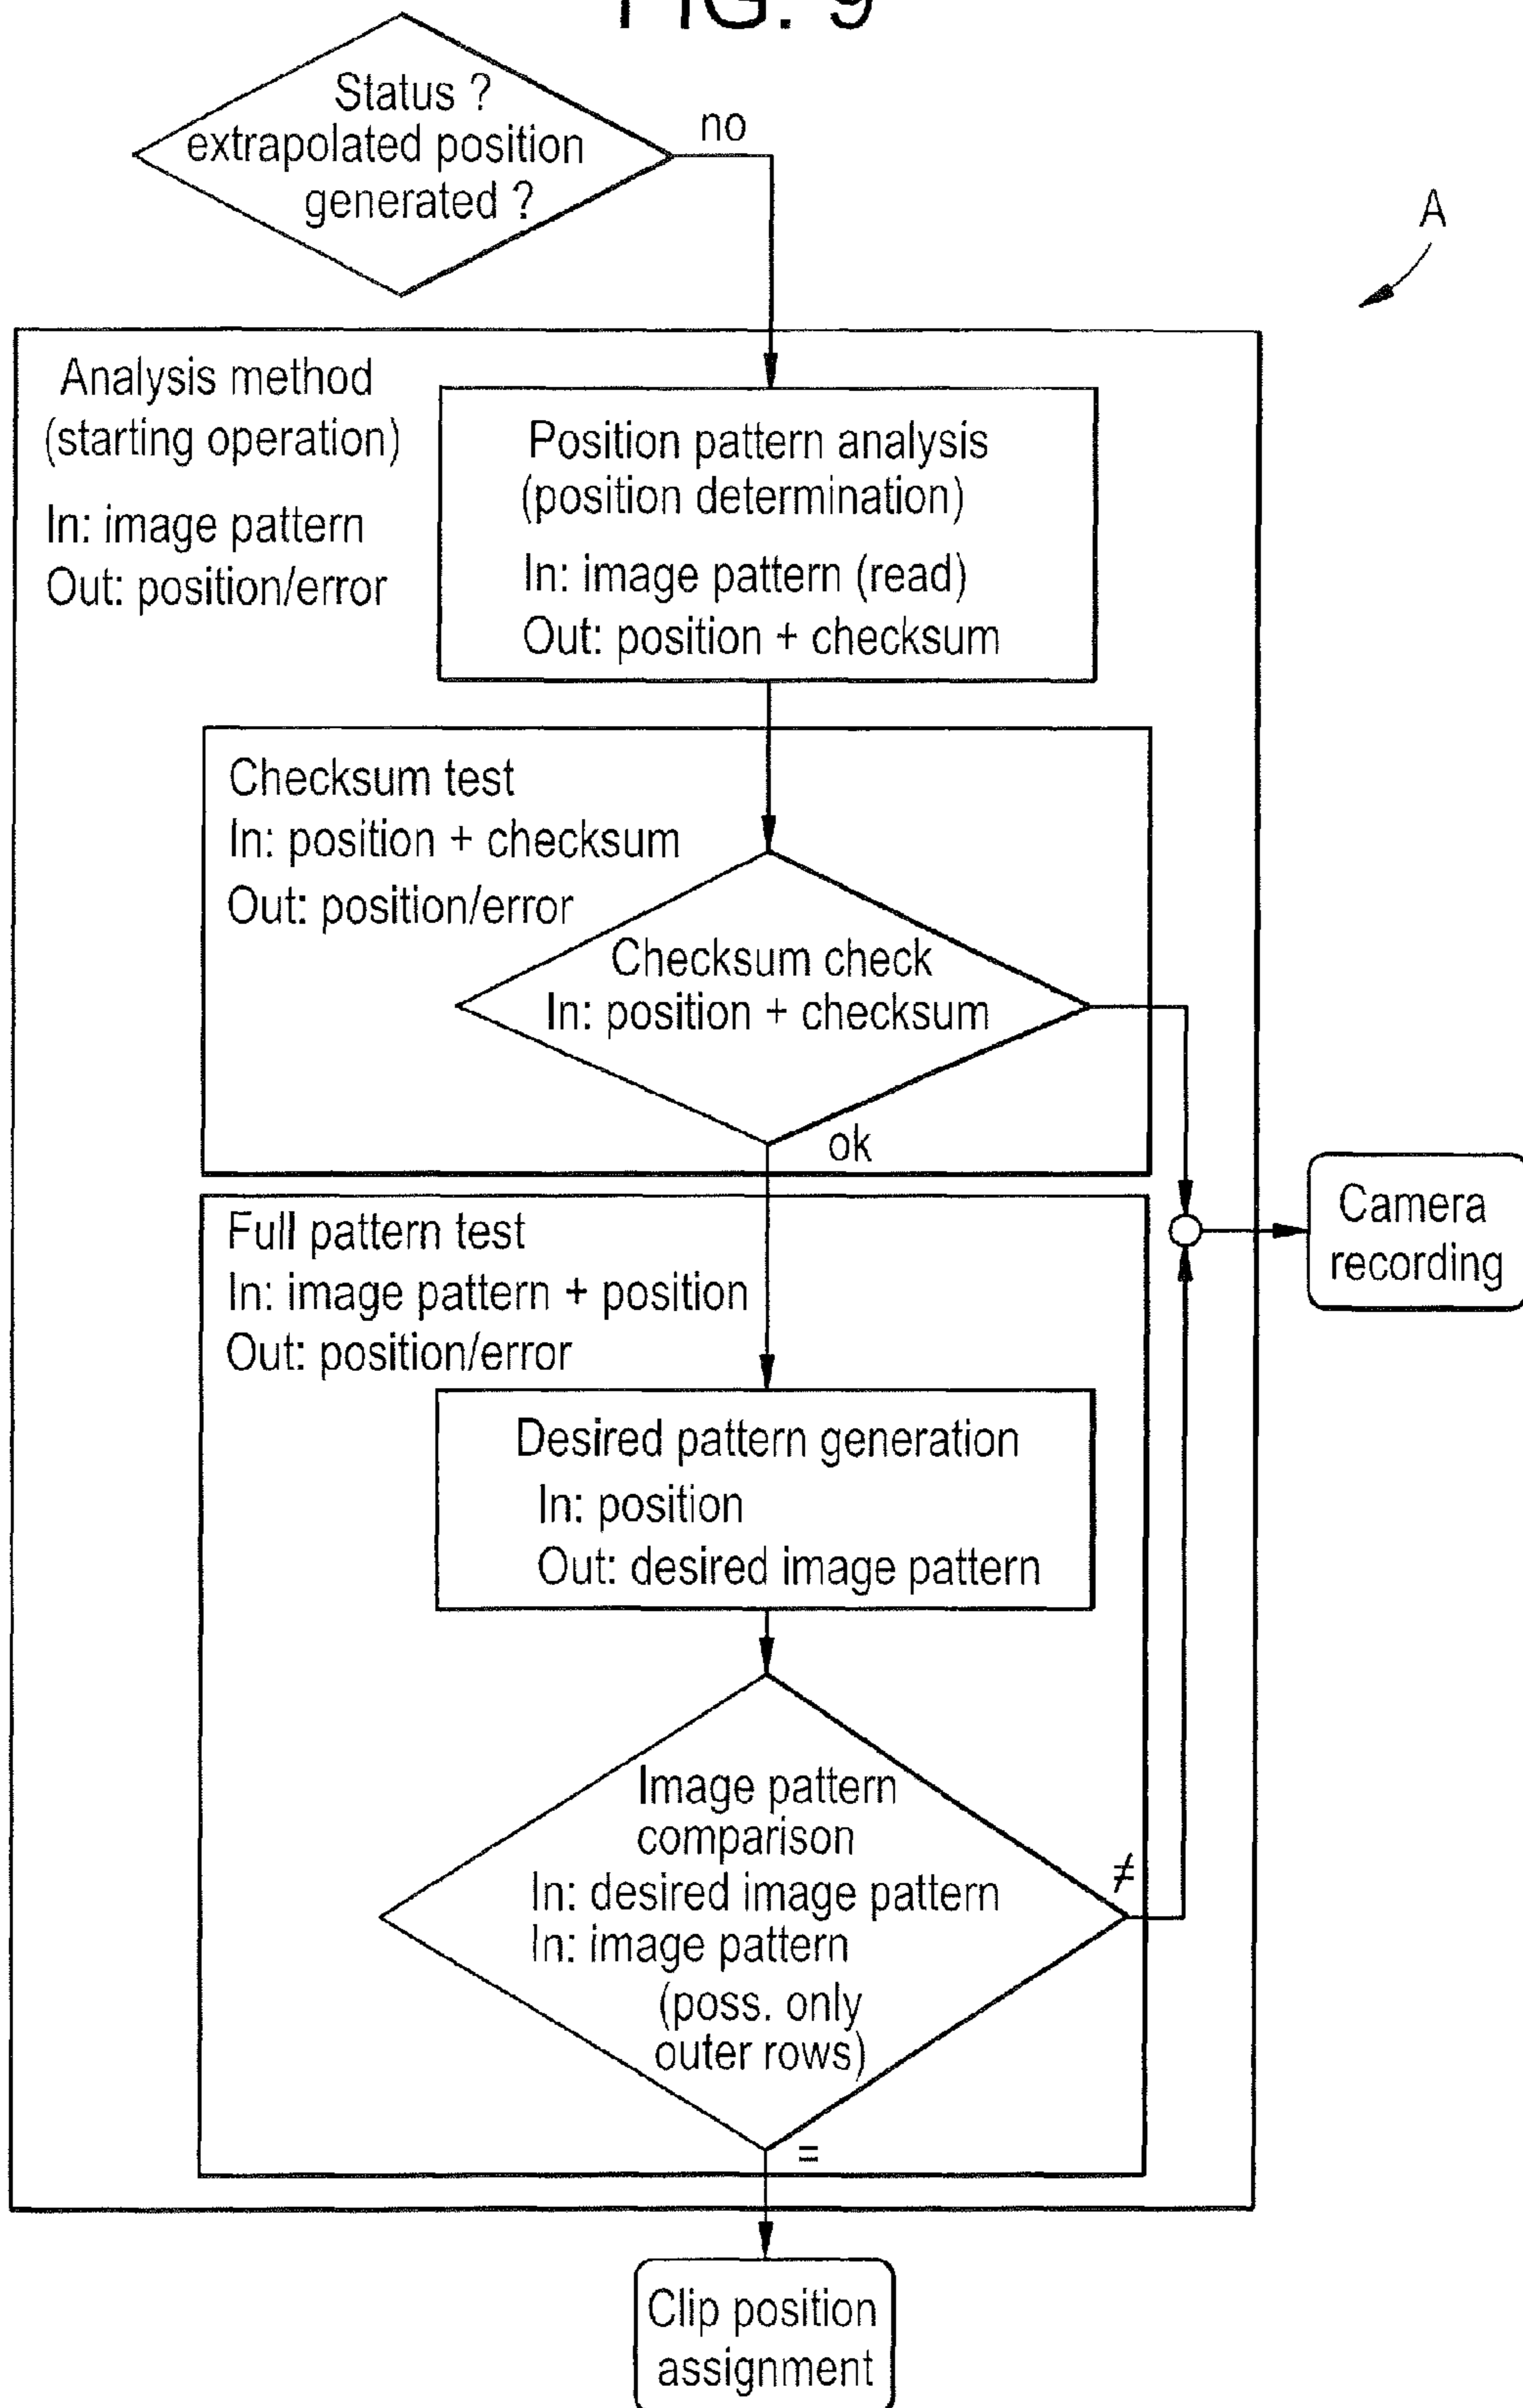 FIG. 9
Status ?
extrapolated position
generated ?
no
A
Analysis method
(starting operation)
In: image pattern
Out: position/error
Position pattern analysis
(position determination)
In: image pattern (read)
Out: position + checksum
Checksum test
In: position + checksum
Out: position/error
Checksum check
In: position + checksum
ok
Camera
recording
Full pattern test
In: image pattern + position
Out: position/error
Desired pattern generation
In: position
Out: desired image pattern
Image pattern
comparison
In: desired image pattern
In: image pattern
(poss. only
outer rows)
≠
=
Clip position
assignment